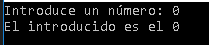 Introduce un número: 0
El introducido es el 0